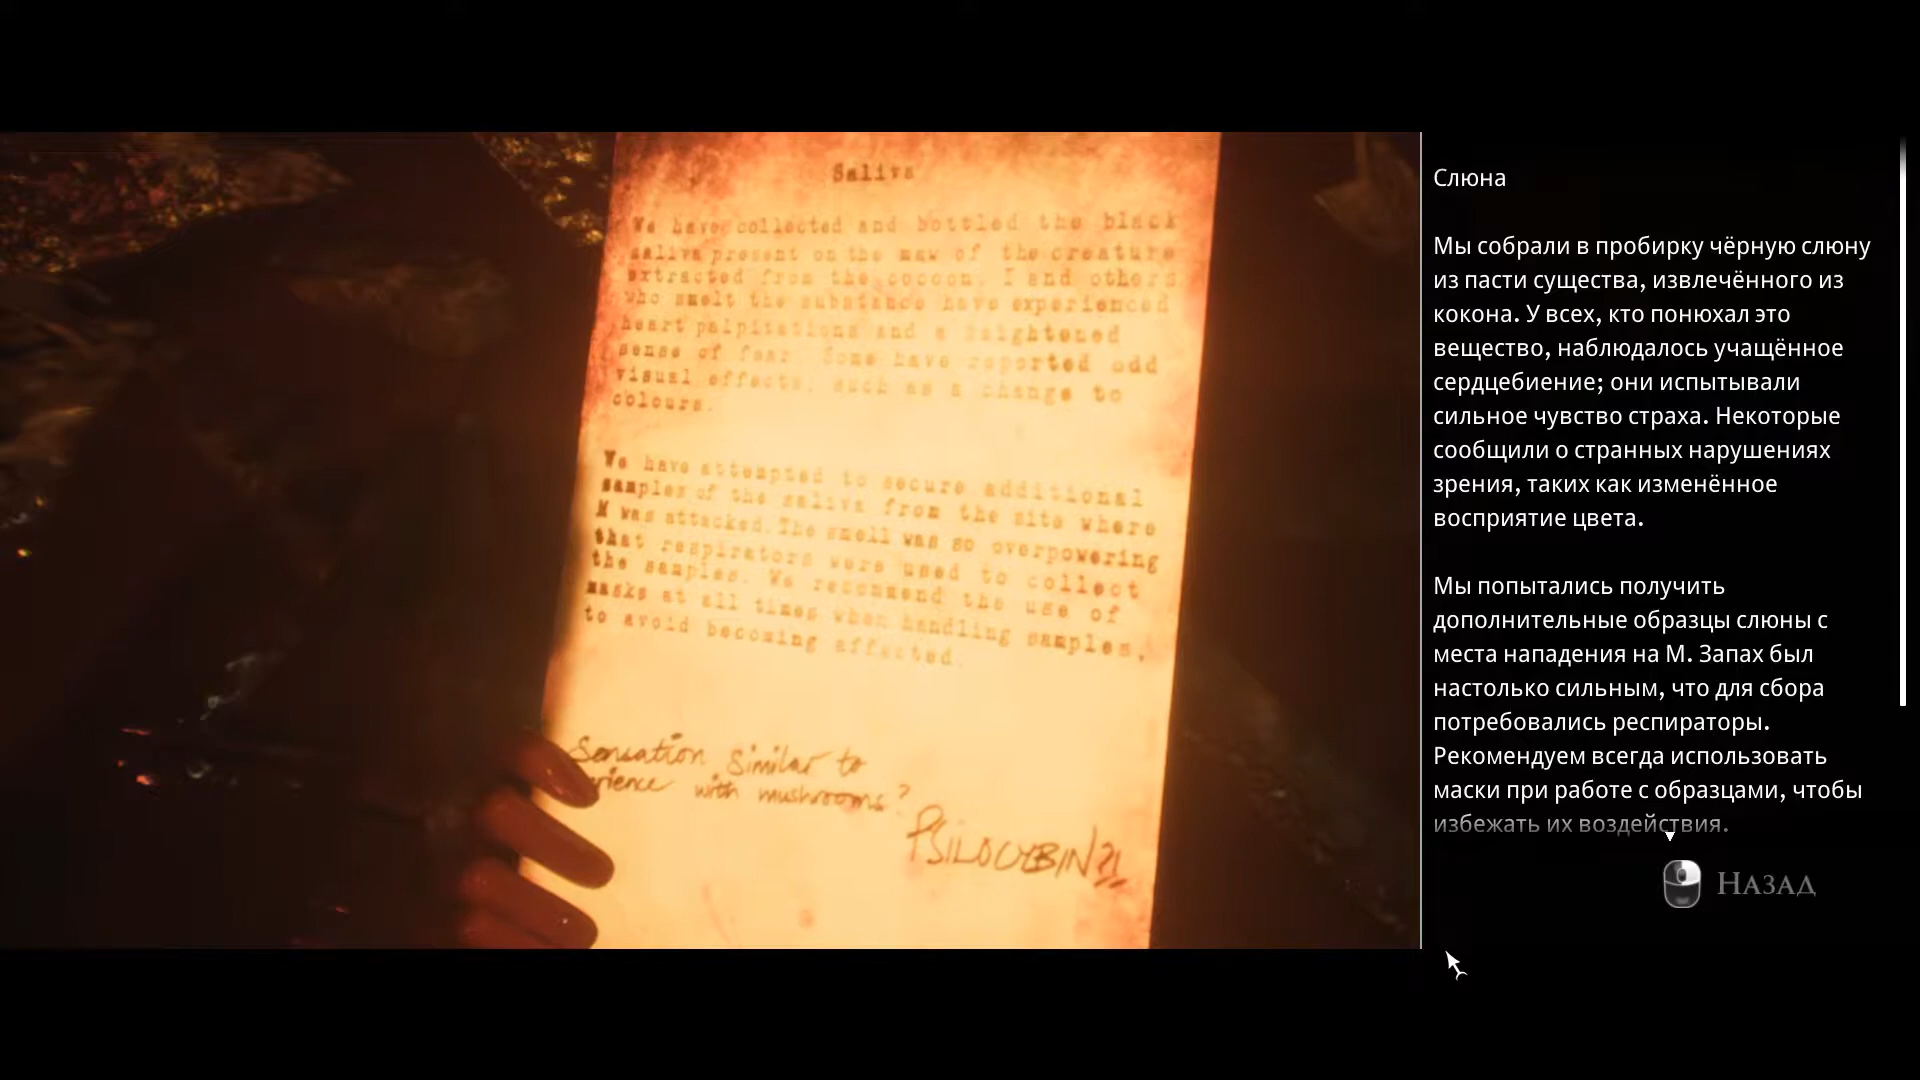 Saliva
We have collected and bottled the black
saliva present on the maw of the creature
extracted from the cocoon. I and others
who smelt the substance have experienced
heart palpitations and a heightened
sense of fear. Some have reported odd
visual effects, such as a change to
colours.
We have attempted to secure additional
samples of the saliva from the site where
M was attacked. The smell was so overpowering
that respirators were used to collect
the samples. We recommend the use of
masks at all times when handling samples,
to avoid becoming affected.
Sensation similar to
rience with mushrooms?
PSILOCYBIN?!
Слюна
Мы собрали в пробирку чёрную слюну
из пасти существа, извлечённого из
кокона. У всех, кто понюхал это
вещество, наблюдалось учащённое
сердцебиение; они испытывали
сильное чувство страха. Некоторые
сообщили о странных нарушениях
зрения, таких как изменённое
восприятие цвета.
Мы попытались получить
дополнительные образцы слюны с
места нападения на М. Запах был
настолько сильным, что для сбора
потребовались респираторы.
Рекомендуем всегда использовать
маски при работе с образцами, чтобы
избежать их воздействия.
Назад